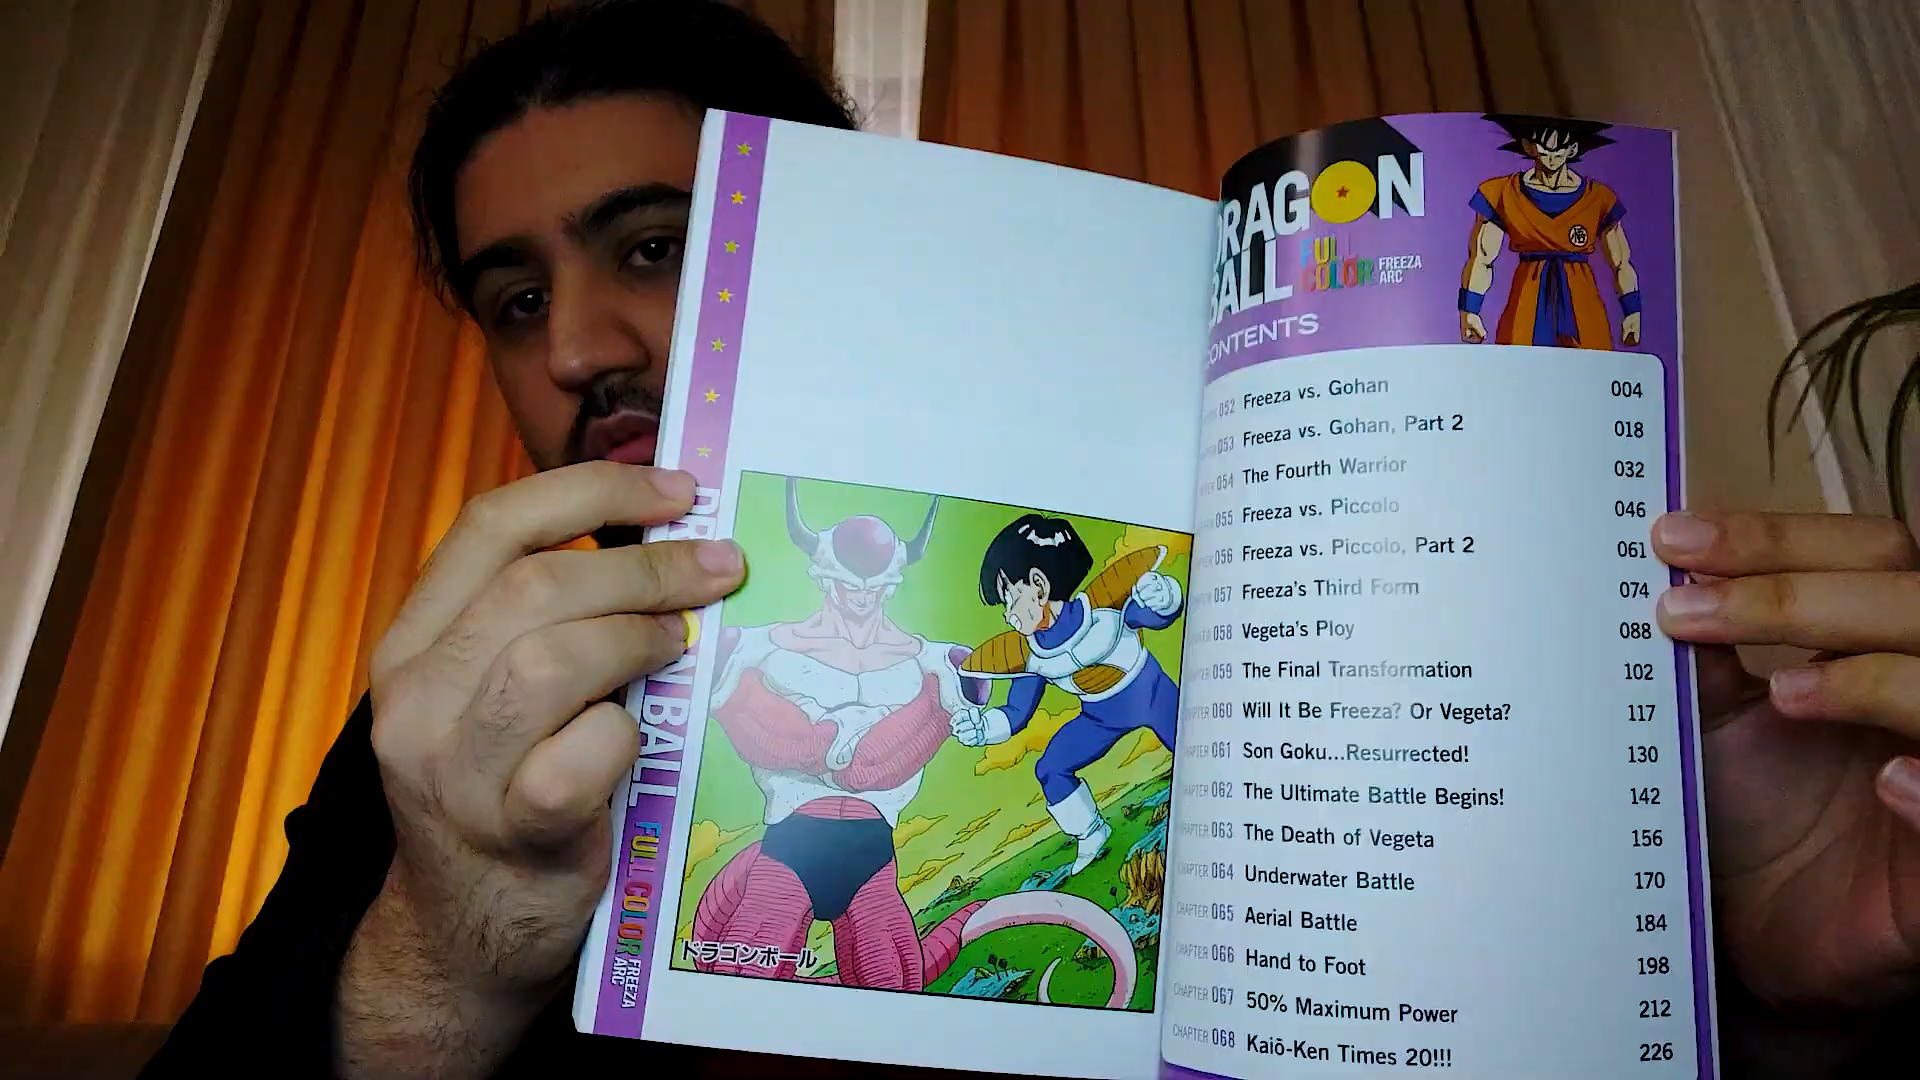 DRAGON BALL FULL COLOR FREEZA ARC
ドラゴンボール
DRAGON
BALL FULL COLOR FREEZA ARC
CONTENTS
CHAPTER 052 Freeza vs. Gohan 004
CHAPTER 053 Freeza vs. Gohan, Part 2 018
CHAPTER 054 The Fourth Warrior 032
CHAPTER 055 Freeza vs. Piccolo 046
CHAPTER 056 Freeza vs. Piccolo, Part 2 061
CHAPTER 057 Freeza's Third Form 074
CHAPTER 058 Vegeta's Ploy 088
CHAPTER 059 The Final Transformation 102
CHAPTER 060 Will It Be Freeza? Or Vegeta? 117
CHAPTER 061 Son Goku...Resurrected! 130
CHAPTER 062 The Ultimate Battle Begins! 142
CHAPTER 063 The Death of Vegeta 156
CHAPTER 064 Underwater Battle 170
CHAPTER 065 Aerial Battle 184
CHAPTER 066 Hand to Foot 198
CHAPTER 067 50% Maximum Power 212
CHAPTER 068 Kaiō-Ken Times 20!!! 226
悟